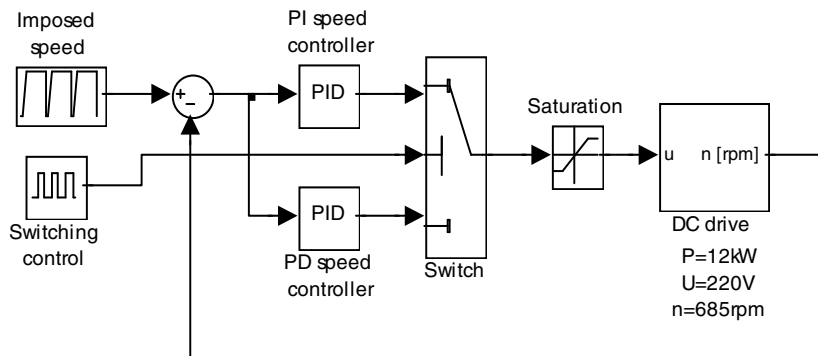 Imposed
speed
PI speed
controller
+
−
PID
Saturation
u
n [rpm]
Switching
control
PID
PD speed
controller
Switch
DC drive
P=12kW
U=220V
n=685rpm